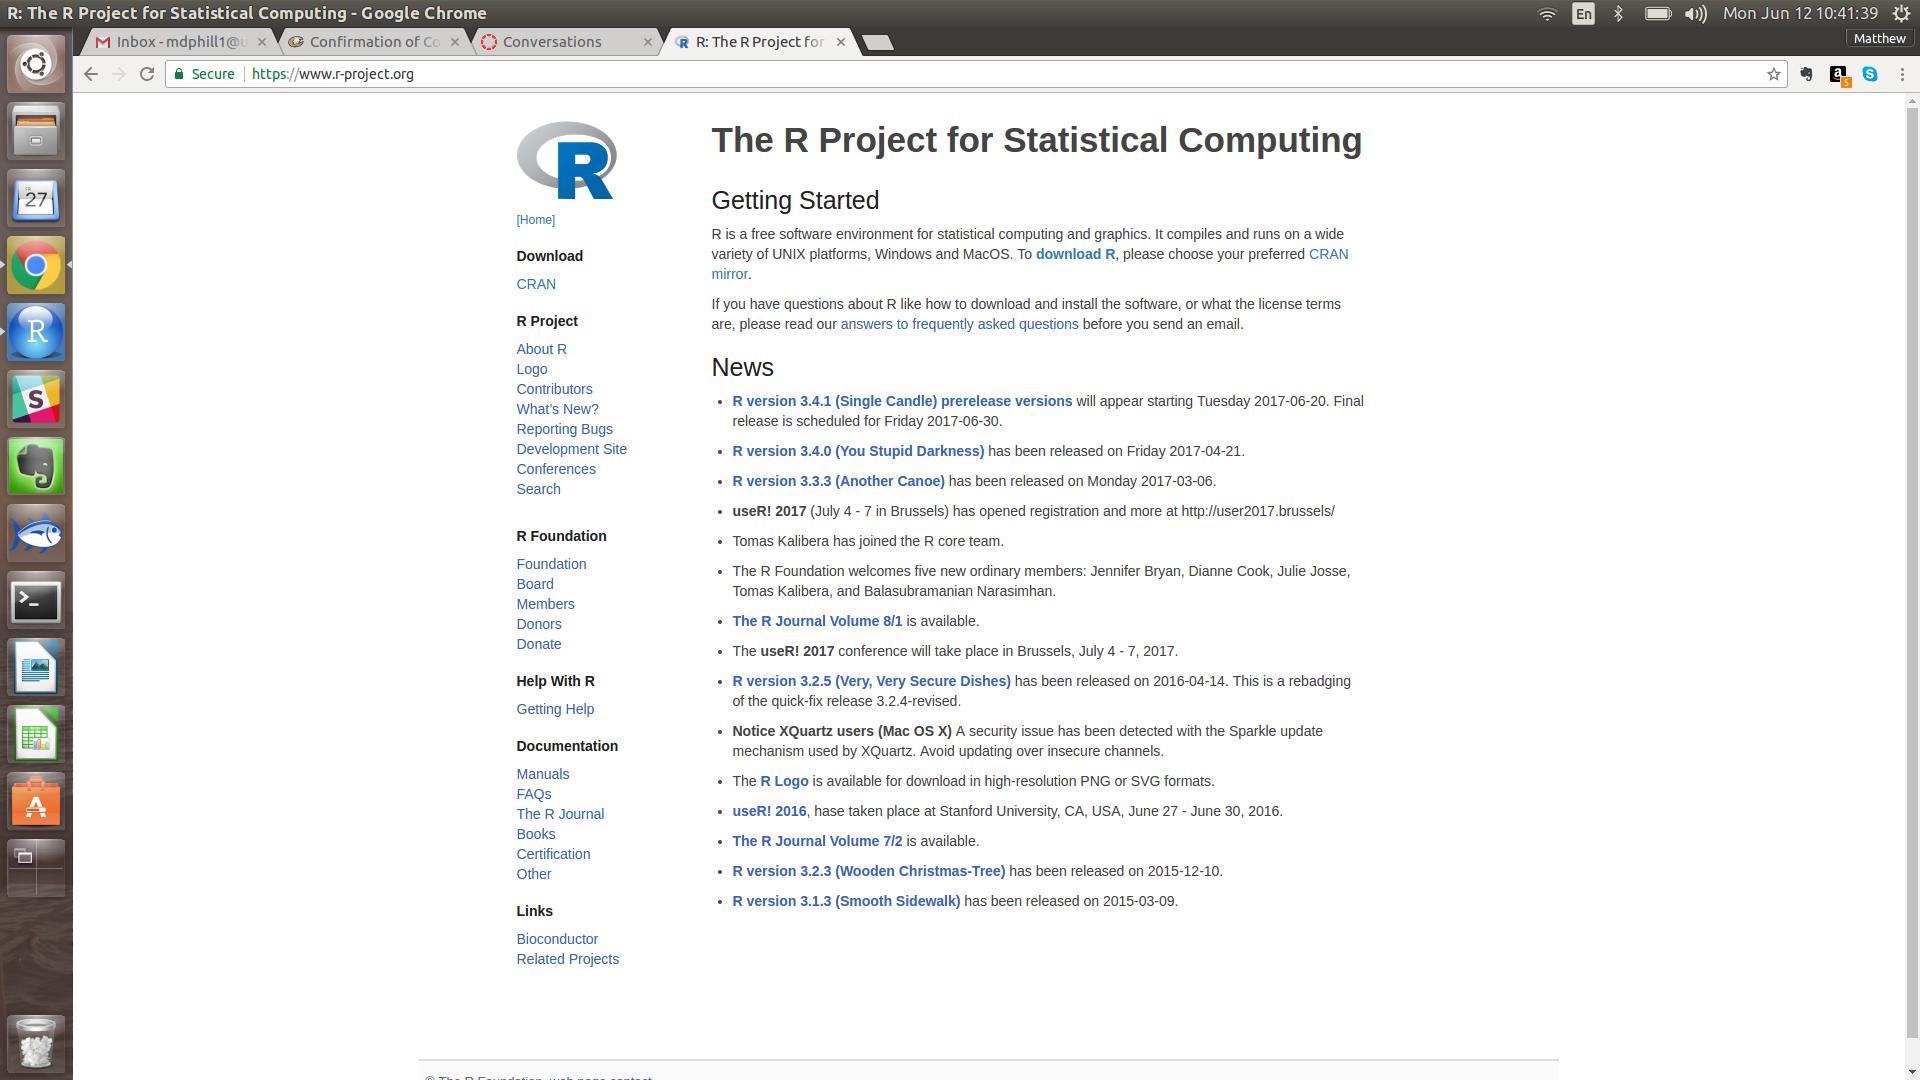 R: The R Project for Statistical Computing - Google Chrome
En
Mon Jun 12 10:41:39
Inbox - mdphill1@u
Confirmation of Co
Conversations
R: The R Project for
Matthew
Secure
https://www.r-project.org
R
[Home]
Download
CRAN
R Project
About R
Logo
Contributors
What's New?
Reporting Bugs
Development Site
Conferences
Search
R Foundation
Foundation
Board
Members
Donors
Donate
Help With R
Getting Help
Documentation
Manuals
FAQs
The R Journal
Books
Certification
Other
Links
Bioconductor
Related Projects
The R Project for Statistical Computing
Getting Started
R is a free software environment for statistical computing and graphics. It compiles and runs on a wide
variety of UNIX platforms, Windows and MacOS. To download R, please choose your preferred CRAN
mirror.
If you have questions about R like how to download and install the software, or what the license terms
are, please read our answers to frequently asked questions before you send an email.
News
R version 3.4.1 (Single Candle) prerelease versions will appear starting Tuesday 2017-06-20. Final
release is scheduled for Friday 2017-06-30.
R version 3.4.0 (You Stupid Darkness) has been released on Friday 2017-04-21.
R version 3.3.3 (Another Canoe) has been released on Monday 2017-03-06.
useR! 2017 (July 4 - 7 in Brussels) has opened registration and more at http://user2017.brussels/
Tomas Kalibera has joined the R core team.
The R Foundation welcomes five new ordinary members: Jennifer Bryan, Dianne Cook, Julie Josse,
Tomas Kalibera, and Balasubramanian Narasimhan.
The R Journal Volume 8/1 is available.
The useR! 2017 conference will take place in Brussels, July 4 - 7, 2017.
R version 3.2.5 (Very, Very Secure Dishes) has been released on 2016-04-14. This is a rebadging
of the quick-fix release 3.2.4-revised.
Notice XQuartz users (Mac OS X) A security issue has been detected with the Sparkle update
mechanism used by XQuartz. Avoid updating over insecure channels.
The R Logo is available for download in high-resolution PNG or SVG formats.
useR! 2016, hase taken place at Stanford University, CA, USA, June 27 - June 30, 2016.
The R Journal Volume 7/2 is available.
R version 3.2.3 (Wooden Christmas-Tree) has been released on 2015-12-10.
R version 3.1.3 (Smooth Sidewalk) has been released on 2015-03-09.
27
R
S
>_
A
© The R Foundation, web page contact